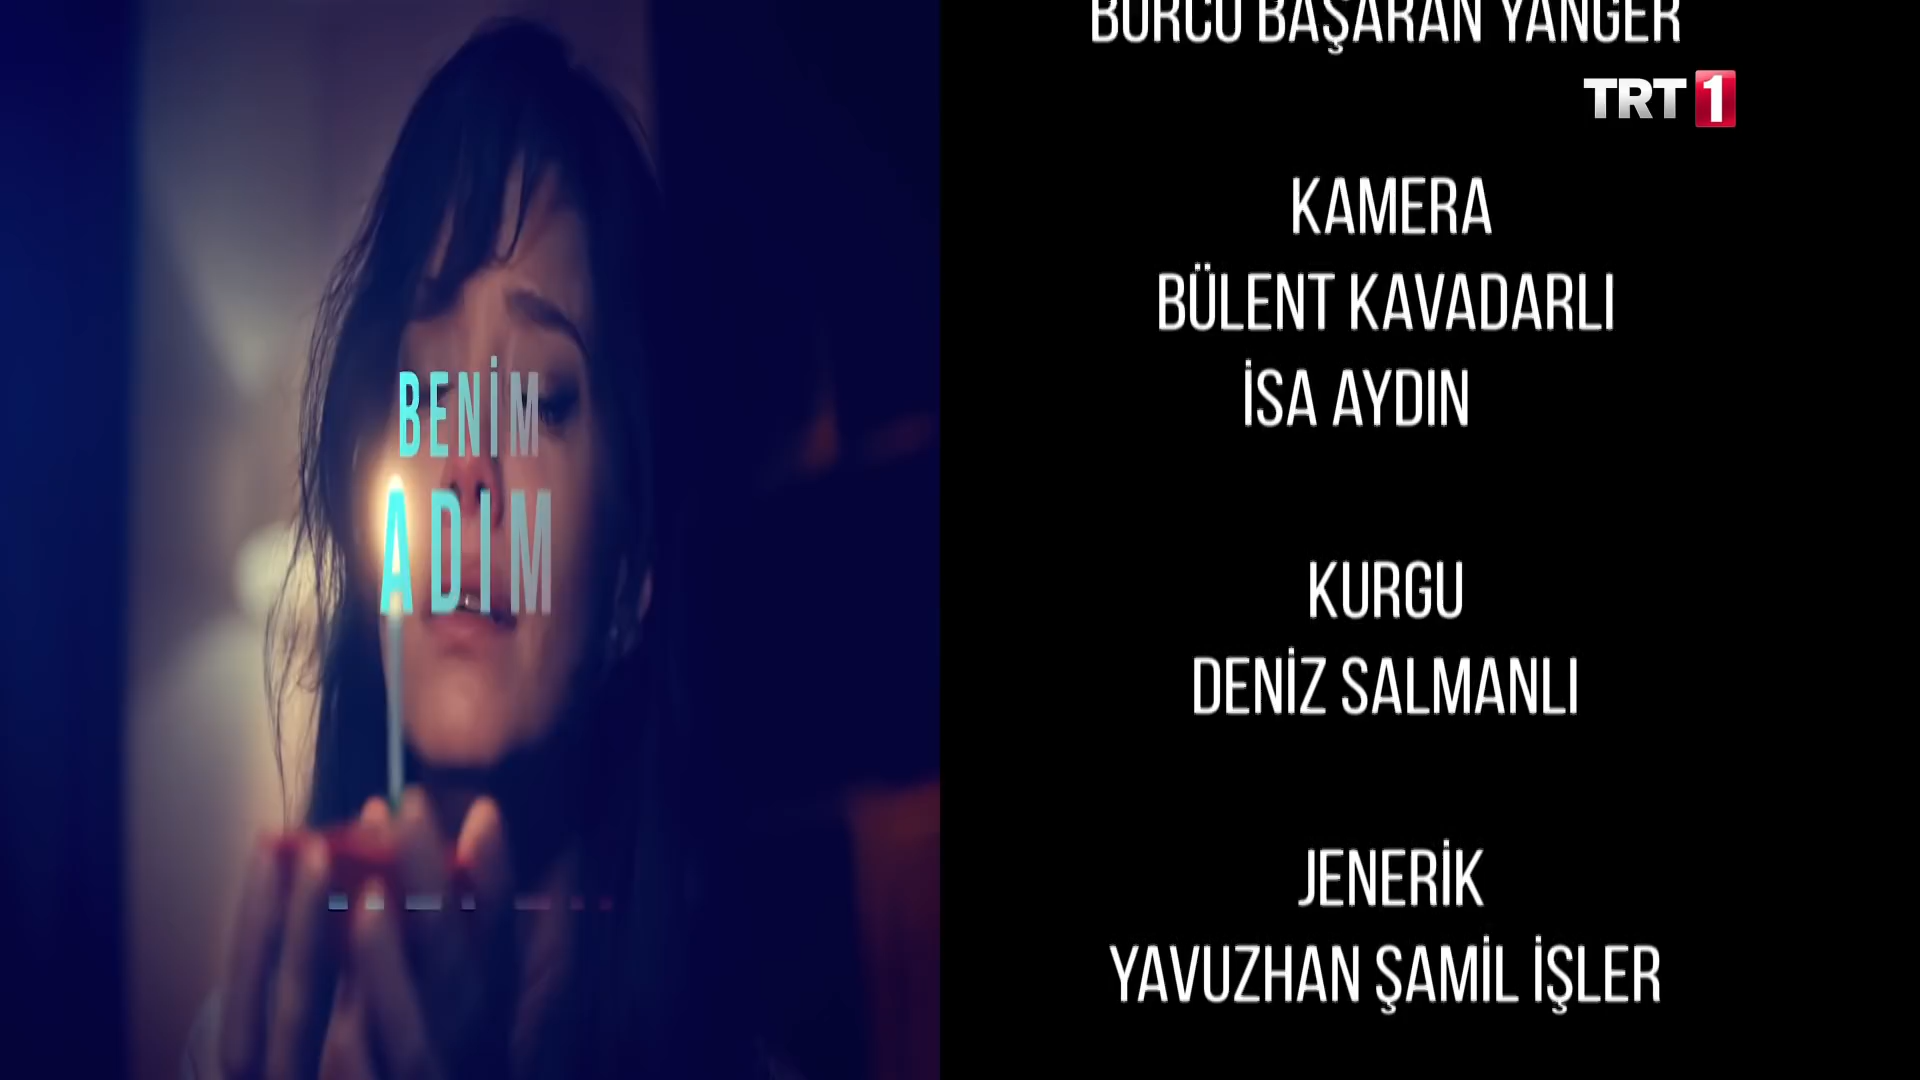 BENİM
ADIM
BURCU BAŞARAN YANGER
TRT 1
KAMERA
BÜLENT KAVADARLI
İSA AYDIN
KURGU
DENİZ SALMANLI
JENERİK
YAVUZHAN ŞAMİL İŞLER